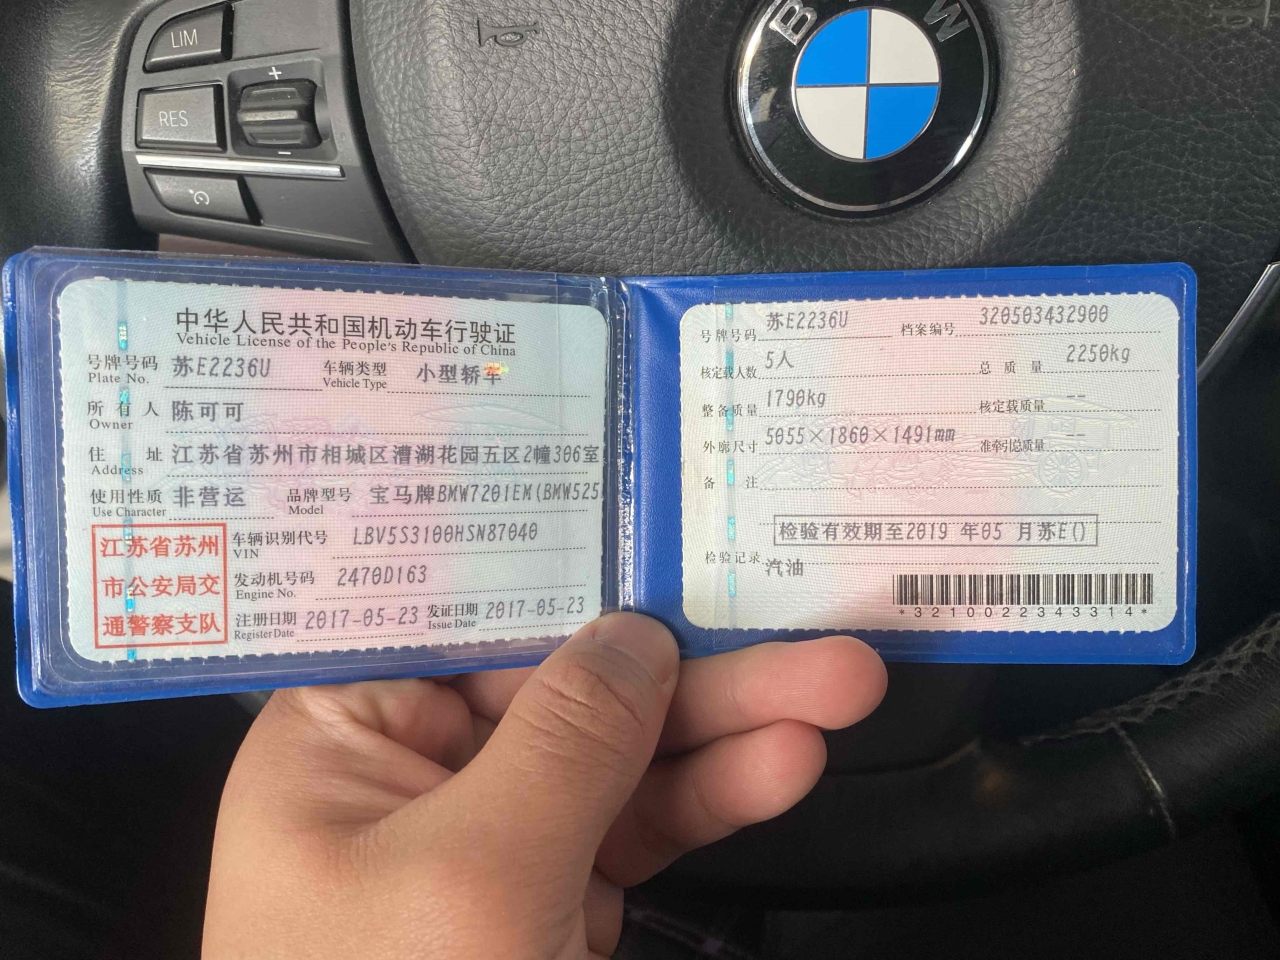 LIM
+
RES
−
BMW
中华人民共和国机动车行驶证
Vehicle License of the People's Republic of China
号牌号码 苏E2236U 车辆类型 小型轿车
Plate No. Vehicle Type
所有人 陈可可
Owner
住址 江苏省苏州市相城区漕湖花园五区2幢306室
Address
使用性质 非营运 品牌型号 宝马牌BMW7201EM(BMW525
Use Character Model
江苏省苏州
市公安局交
通警察支队
车辆识别代号 LBV5S3100HSN87040
VIN
发动机号码 2470D163
Engine No.
注册日期 2017-05-23 发证日期 2017-05-23
Register Date Issue Date
号牌号码 苏E2236U 档案编号 320503432900
核定载人数 5人 总质量 2250kg
整备质量 1790kg 核定载质量 --
外廓尺寸 5055×1860×1491mm 准牵引总质量 --
备注
检验有效期至2019 年05 月苏E()
检验记录
汽油
*3210022343314*